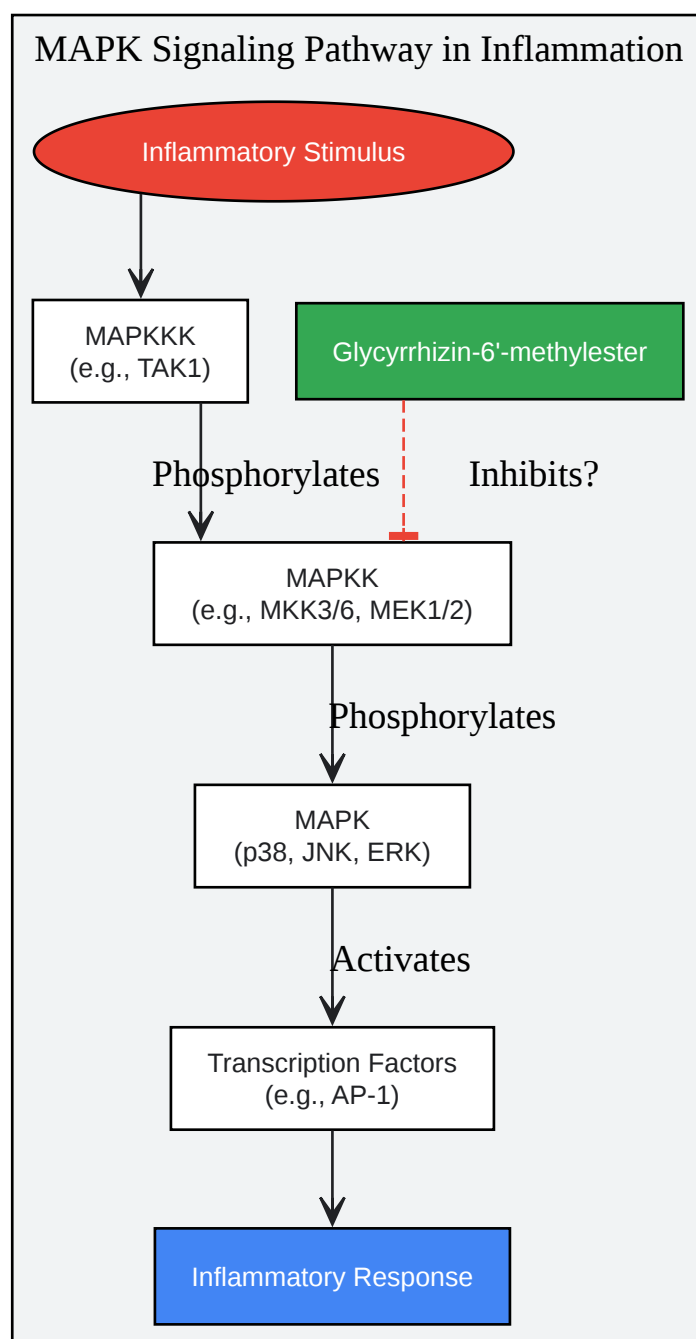 MAPK Signaling Pathway in Inflammation
Inflammatory Stimulus
MAPKKK
(e.g., TAK1)
Glycyrrhizin-6'-methylester
Phosphorylates
Inhibits?
MAPKK
(e.g., MKK3/6, MEK1/2)
Phosphorylates
MAPK
(p38, JNK, ERK)
Activates
Transcription Factors
(e.g., AP-1)
Inflammatory Response